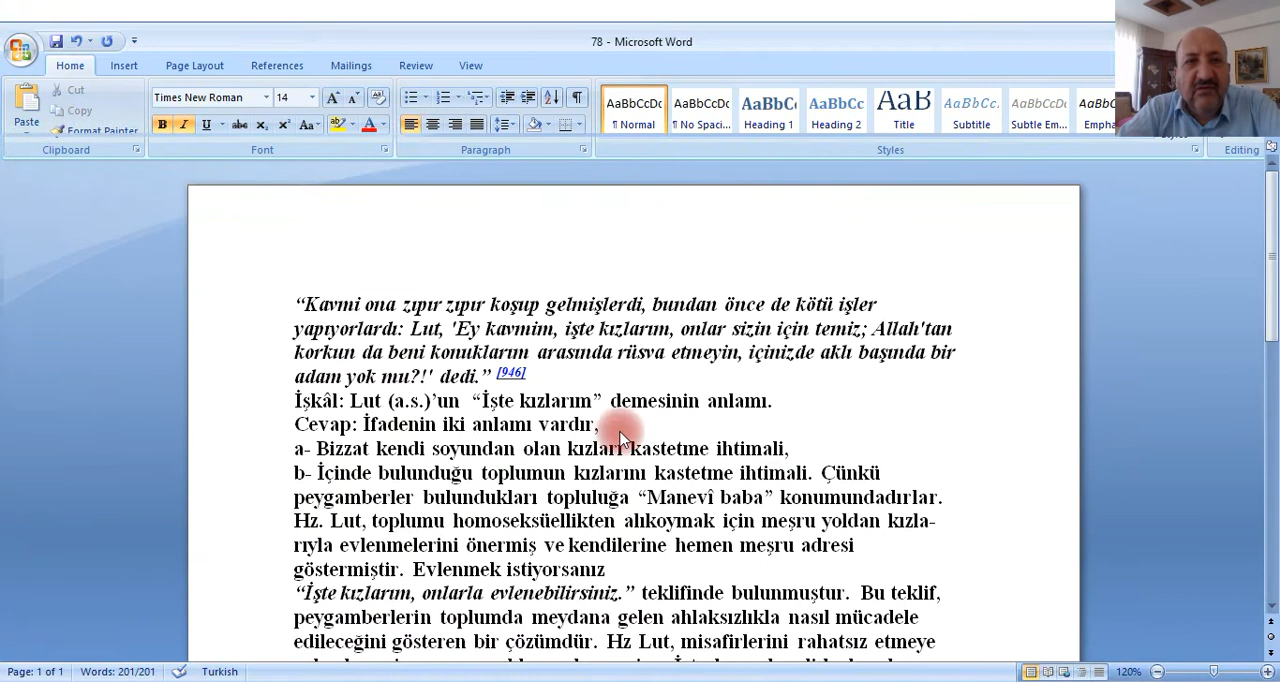 78 - Microsoft Word
Home Insert Page Layout References Mailings Review View
Paste
Cut
Copy
Format Painter
Times New Roman 14
B I U abc x₂ x² Aa A
AaBbCcDc AaBbCcDc AaBbC AaBbCc AaB AaBbCc. AaBbCcDc
¶ Normal ¶ No Spaci... Heading 1 Heading 2 Title Subtitle Subtle Em...
Clipboard Font Paragraph Styles Editing
“Kavmi ona zıpır zıpır koşup gelmişlerdi, bundan önce de kötü işler
yapıyorlardı: Lut, 'Ey kavmim, işte kızlarım, onlar sizin için temiz; Allah'tan
korkun da beni konuklarım arasında rüsva etmeyin, içinizde aklı başında bir
adam yok mu?!' dedi.” [946]
İşkâl: Lut (a.s.)’un “İşte kızlarım” demesinin anlamı.
Cevap: İfadenin iki anlamı vardır,
a- Bizzat kendi soyundan olan kızları kastetme ihtimali,
b- İçinde bulunduğu toplumun kızlarını kastetme ihtimali. Çünkü
peygamberler bulundukları topluluğa “Manevî baba” konumundadırlar.
Hz. Lut, toplumu homoseksüellikten alıkoymak için meşru yoldan kızla-
rıyla evlenmelerini önermiş ve kendilerine hemen meşru adresi
göstermiştir. Evlenmek istiyorsanız
“İşte kızlarım, onlarla evlenebilirsiniz.” teklifinde bulunmuştur. Bu teklif,
peygamberlerin toplumda meydana gelen ahlaksızlıkla nasıl mücadele
edileceğini gösteren bir çözümdür. Hz Lut, misafirlerini rahatsız etmeye
Page: 1 of 1 Words: 201/201 Turkish 120%